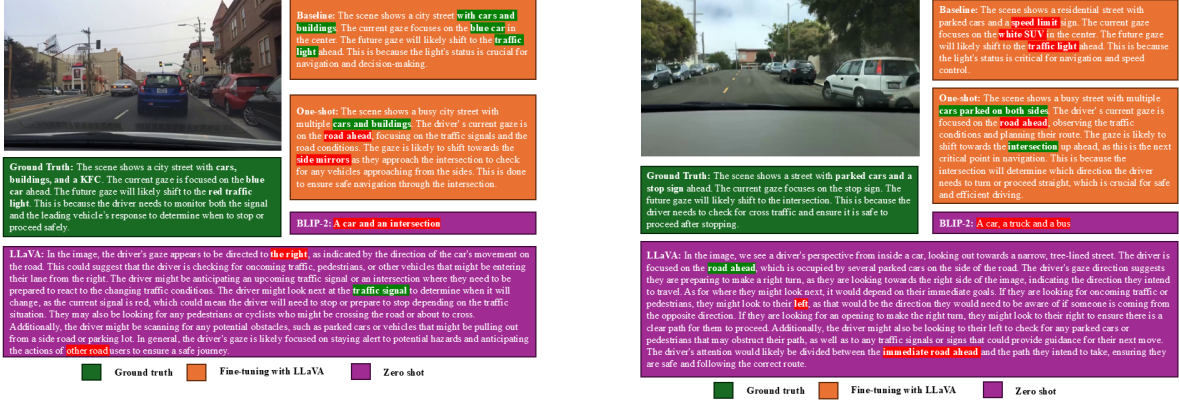 Baseline: The scene shows a city street with cars and
buildings. The current gaze focuses on the blue car in
the center. The future gaze will likely shift to the traffic
light ahead. This is because the light's status is crucial for
navigation and decision-making.
One-shot: The scene shows a busy city street with
multiple cars and buildings. The driver' s current gaze is
on the road ahead, focusing on the traffic signals and the
road conditions. The gaze is likely to shift towards the
side mirrors as they approach the intersection to check
for any vehicles approaching from the sides. This is done
to ensure safe navigation through the intersection.
Ground Truth: The scene shows a city street with cars,
buildings, and a KFC. The current gaze is focused on the blue
car ahead. The future gaze will likely shift to the red traffic
light. This is because the driver needs to monitor both the signal
and the leading vehicle's response to determine when to stop or
proceed safely.
BLIP-2: A car and an intersection
LLaVA: In the image, the driver's gaze appears to be directed to the right, as indicated by the direction of the car's movement on
the road. This could suggest that the driver is checking for oncoming traffic, pedestrians, or other vehicles that might be entering
their lane from the right. The driver might be anticipating an upcoming traffic signal or an intersection where they need to be
prepared to react to the changing traffic conditions. The driver might look next at the traffic signal to determine when it will
change, as the current signal is red, which could mean the driver will need to stop or prepare to stop depending on the traffic
situation. They may also be looking for any pedestrians or cyclists who might be crossing the road or about to cross.
Additionally, the driver might be scanning for any potential obstacles, such as parked cars or vehicles that might be pulling out
from a side road or parking lot. In general, the driver's gaze is likely focused on staying alert to potential hazards and anticipating
the actions of other road users to ensure a safe journey.
Ground truth
Fine-tuning with LLaVA
Zero shot
Baseline: The scene shows a residential street with
parked cars and a speed limit sign. The current gaze
focuses on the white SUV in the center. The future gaze
will likely shift to the traffic light ahead. This is because
the light's status is critical for navigation and speed
control.
One-shot: The scene shows a busy street with multiple
cars parked on both sides. The driver's current gaze is
focused on the road ahead, observing the traffic
conditions and planning their route. The gaze is likely to
shift towards the intersection up ahead, as this is the next
critical point in navigation. This is because the
intersection will determine which direction the driver
needs to turn or proceed straight, which is crucial for safe
and efficient driving.
Ground Truth: The scene shows a street with parked cars and a
stop sign ahead. The current gaze focuses on the stop sign. The
future gaze will likely shift to the intersection. This is because the
driver needs to check for cross traffic and ensure it is safe to
proceed after stopping.
BLIP-2: A car, a truck and a bus
LLaVA: In the image, we see a driver's perspective from inside a car, looking out towards a narrow, tree-lined street. The driver is
focused on the road ahead, which is occupied by several parked cars on the side of the road. The driver's gaze direction suggests
they are preparing to make a right turn, as they are looking towards the right side of the image, indicating the direction they intend
to travel. As for where they might look next, it would depend on their immediate goals. If they are looking for oncoming traffic or
pedestrians, they might look to their left, as that would be the direction they would need to be aware of if someone is coming from
the opposite direction. If they are looking for an opening to make the right turn, they might look to their right to ensure there is a
clear path for them to proceed. Additionally, the driver might also be looking to their left to check for any parked cars or
pedestrians that may obstruct their path, as well as to any traffic signals or signs that could provide guidance for their next move.
The driver's attention would likely be divided between the immediate road ahead and the path they intend to take, ensuring they
are safe and following the correct route.
Ground truth
Fine-tuning with LLaVA
Zero shot